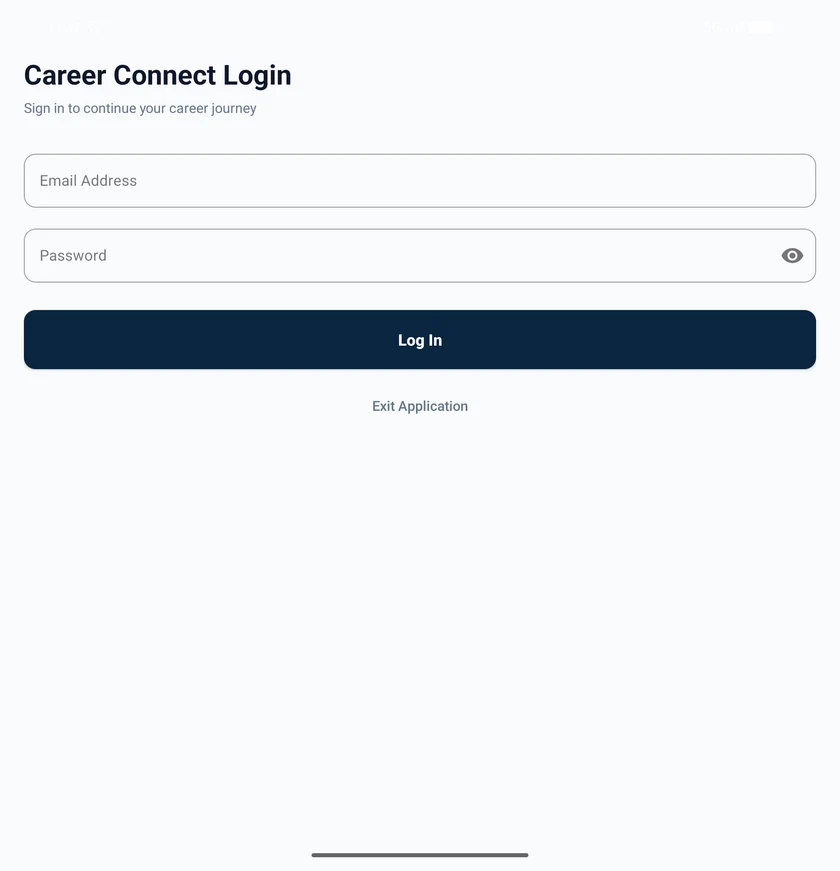 Career Connect Login
Sign in to continue your career journey
Email Address
Password
Log In
Exit Application